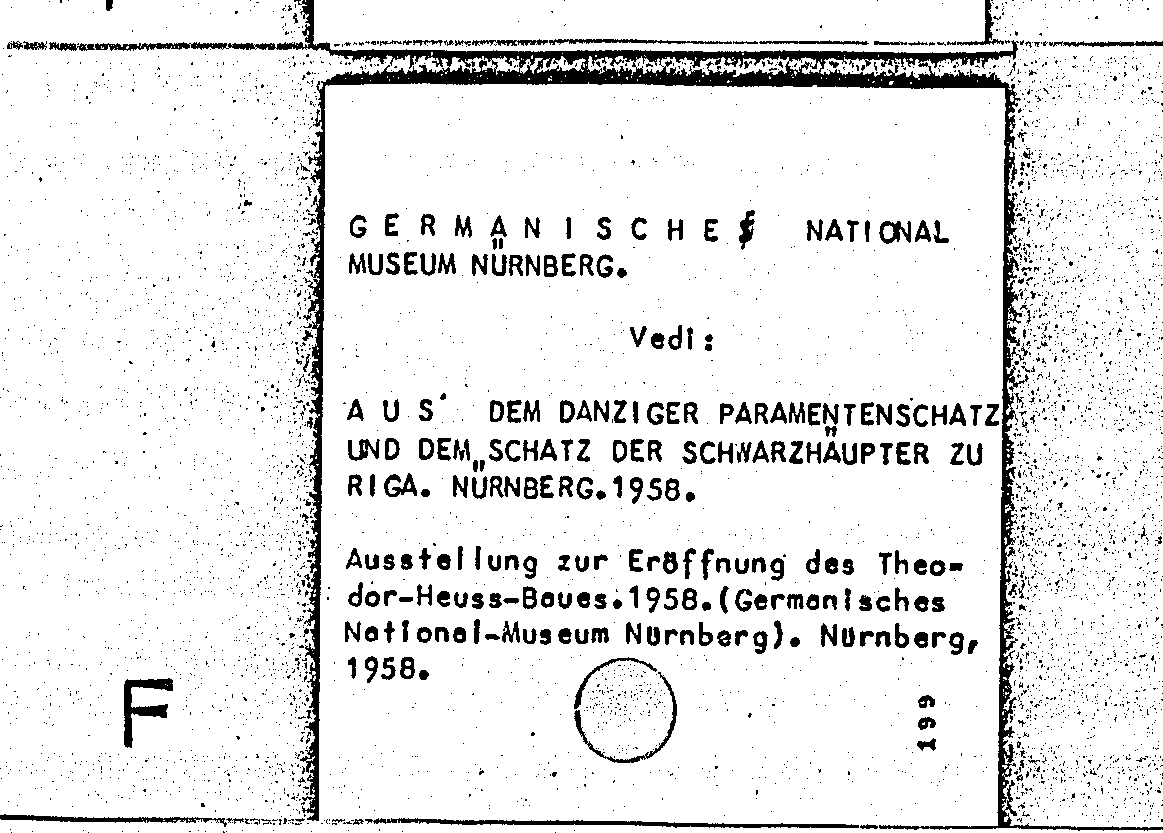 G E R M A N I S C H E S NATIONAL
MUSEUM NÜRNBERG.
Vedi:
A U S DEM DANZIGER PARAMENTENSCHATZ
UND DEM SCHATZ DER SCHWARZHÄUPTER ZU
RIGA. NÜRNBERG.1958.
Ausstellung zur Eröffnung des Theo-
dor-Heuss-Baues.1958.(Germanisches
National-Museum Nürnberg). Nürnberg,
1958.
F
199